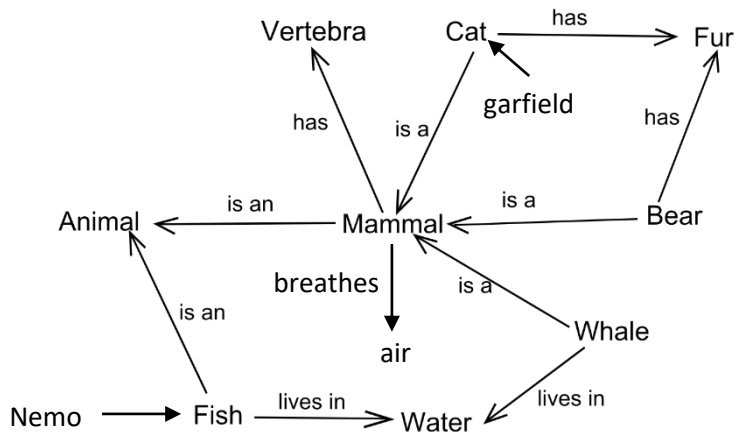 has
Vertebra
Cat
Fur
garfield
has
is a
has
is an
is a
Animal
Mammal
Bear
breathes
is a
is an
Whale
air
lives in
lives in
Nemo
Fish
Water